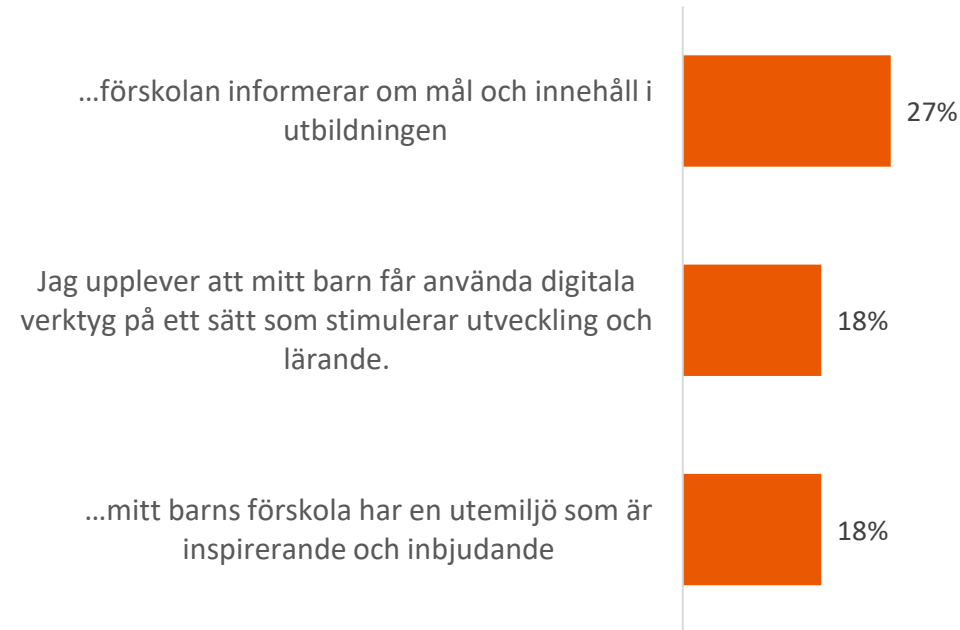 ...förskolan informerar om mål och innehåll i
utbildningen
27%
Jag upplever att mitt barn får använda digitala
verktyg på ett sätt som stimulerar utveckling och
lärande.
18%
...mitt barns förskola har en utemiljö som är
inspirerande och inbjudande
18%